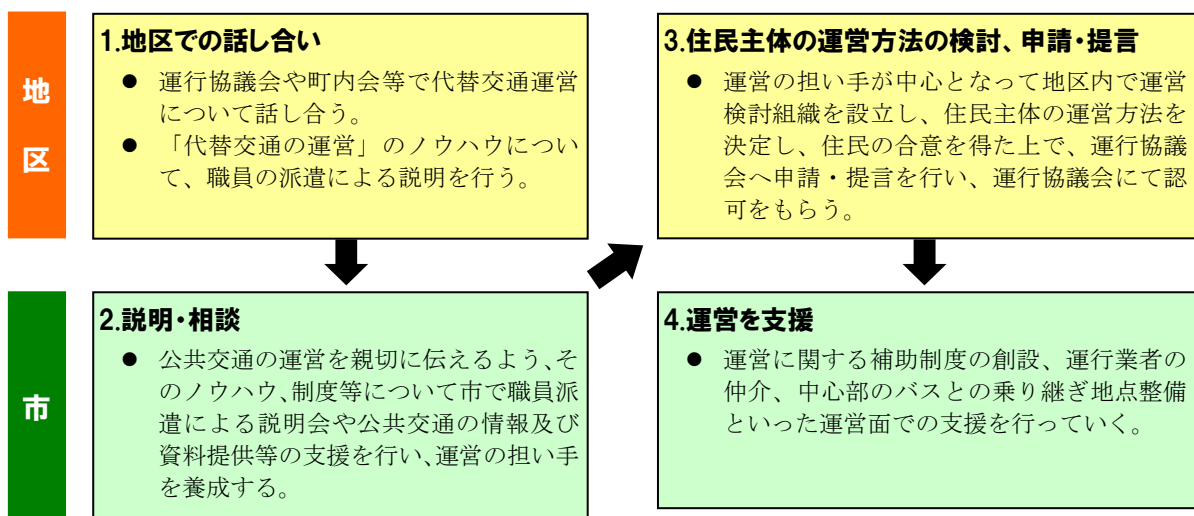 地
区
1.地区での話し合い
● 運行協議会や町内会等で代替交通運営
について話し合う。
● 「代替交通の運営」のノウハウについ
て、職員の派遣による説明を行う。
市
2.説明・相談
● 公共交通の運営を親切に伝えるよう、そ
のノウハウ、制度等について市で職員派
遣による説明会や公共交通の情報及び
資料提供等の支援を行い、運営の担い手
を養成する。
3.住民主体の運営方法の検討、申請・提言
● 運営の担い手が中心となって地区内で運営
検討組織を設立し、住民主体の運営方法を
決定し、住民の合意を得た上で、運行協議
会へ申請・提言を行い、運行協議会にて認
可をもらう。
4.運営を支援
● 運営に関する補助制度の創設、運行業者の
仲介、中心部のバスとの乗り継ぎ地点整備
といった運営面での支援を行っていく。